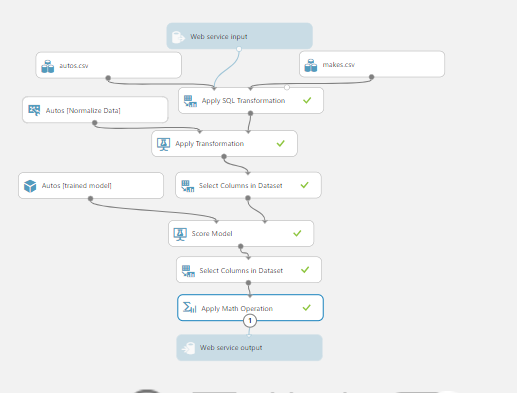 Web service input
autos.csv
makes.csv
Apply SQL Transformation
Autos [Normalize Data]
Apply Transformation
Autos [trained model]
Select Columns in Dataset
Score Model
Select Columns in Dataset
Apply Math Operation
1
Web service output